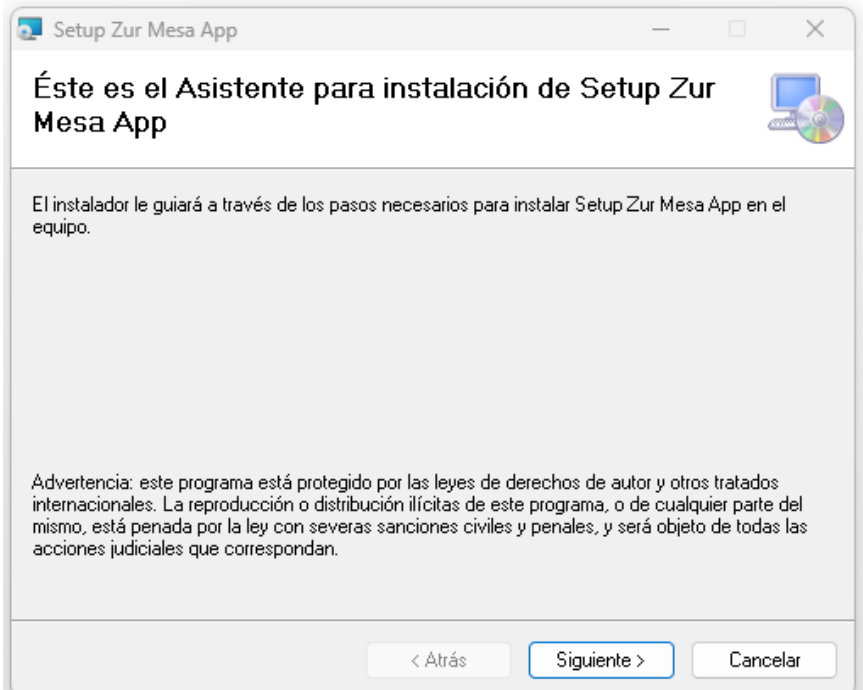 Setup Zur Mesa App
Éste es el Asistente para instalación de Setup Zur
Mesa App
El instalador le guiará a través de los pasos necesarios para instalar Setup Zur Mesa App en el
equipo.
Advertencia: este programa está protegido por las leyes de derechos de autor y otros tratados
internacionales. La reproducción o distribución ilícitas de este programa, o de cualquier parte del
mismo, está penada por la ley con severas sanciones civiles y penales, y será objeto de todas las
acciones judiciales que correspondan.
< Atrás
Siguiente >
Cancelar